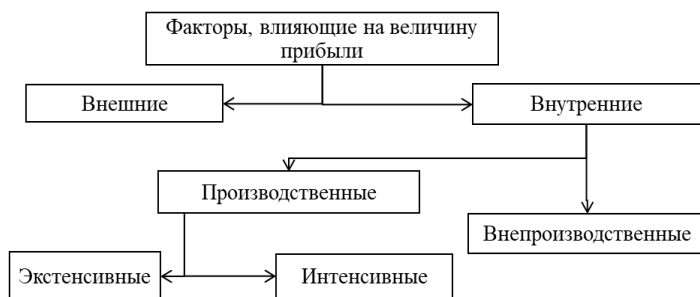 Факторы, влияющие на величину
прибыли
Внешние
Внутренние
Производственные
Внепроизводственные
Экстенсивные
Интенсивные